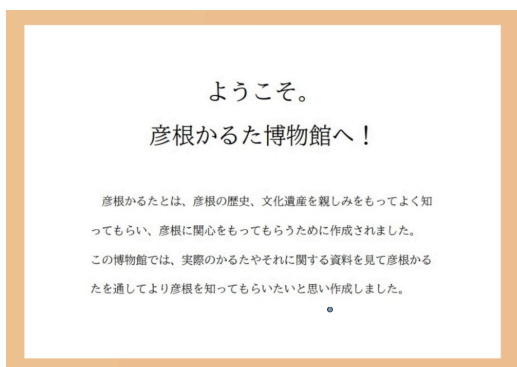 ようこそ。
彦根かるた博物館へ！
彦根かるたとは、彦根の歴史、文化遺産を親しみをもってよく知
ってもらい、彦根に関心をもってもらうために作成されました。
この博物館では、実際のかるたやそれに関する資料を見て彦根かる
たを通してより彦根を知ってもらいたいと思い作成しました。